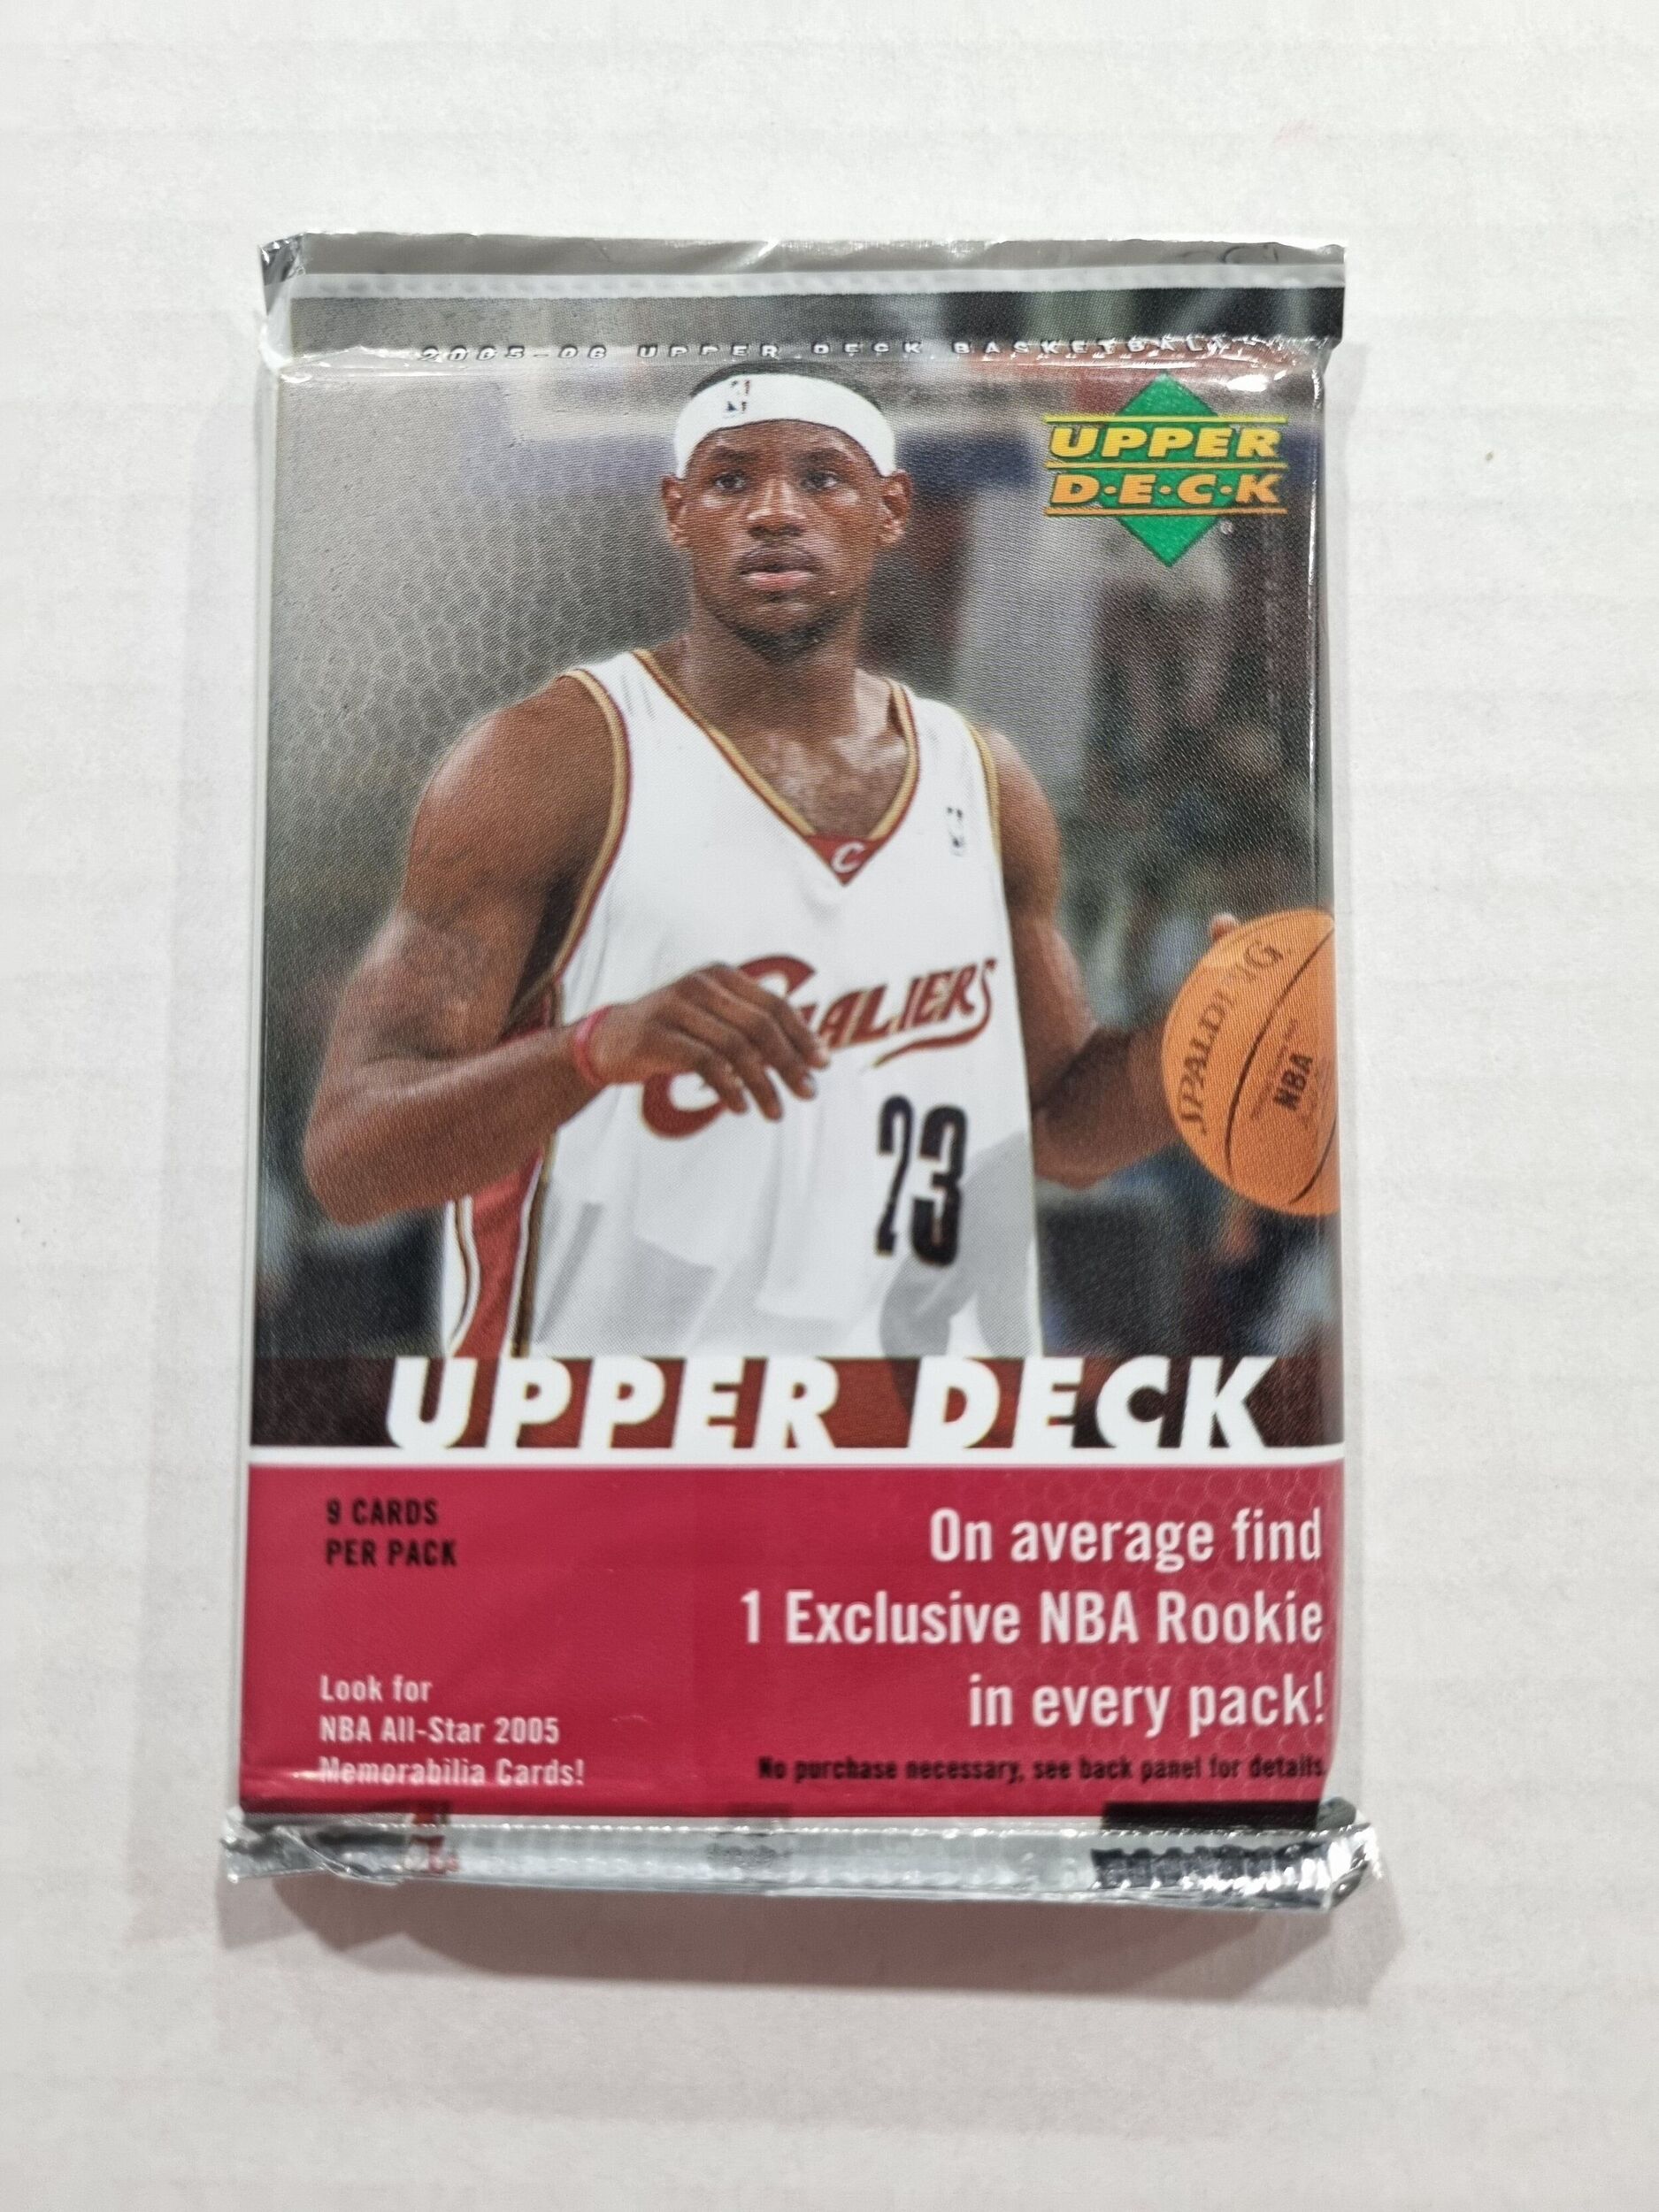 2005-06 UPPER DECK BASKETBALL
UPPER
D·E·C·K
®
C
CAVALIERS
23
SPALDING
NBA
UPPER DECK
9 CARDS
PER PACK
On average find
1 Exclusive NBA Rookie
in every pack!
Look for
NBA All-Star 2005
Memorabilia Cards!
No purchase necessary, see back panel for details.